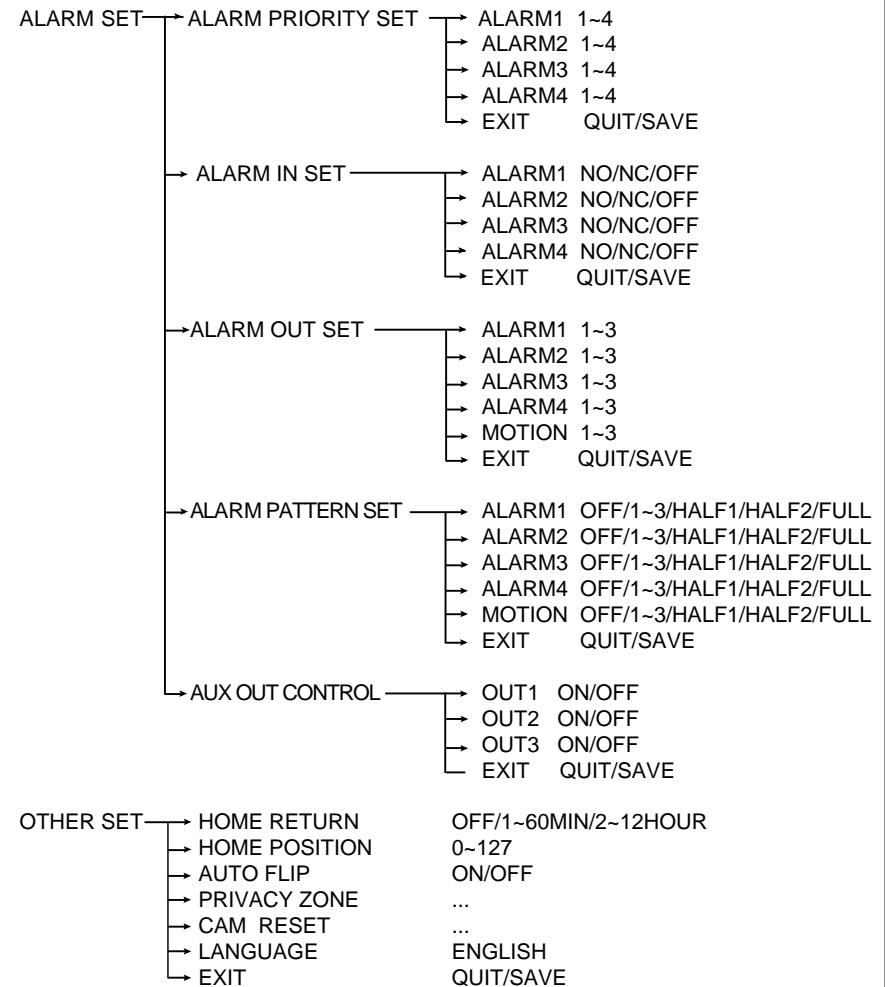 ALARM SET ALARM PRIORITY SET ALARM1 1~4
ALARM2 1~4
ALARM3 1~4
ALARM4 1~4
EXIT QUIT/SAVE
ALARM IN SET ALARM1 NO/NC/OFF
ALARM2 NO/NC/OFF
ALARM3 NO/NC/OFF
ALARM4 NO/NC/OFF
EXIT QUIT/SAVE
ALARM OUT SET ALARM1 1~3
ALARM2 1~3
ALARM3 1~3
ALARM4 1~3
MOTION 1~3
EXIT QUIT/SAVE
ALARM PATTERN SET ALARM1 OFF/1~3/HALF1/HALF2/FULL
ALARM2 OFF/1~3/HALF1/HALF2/FULL
ALARM3 OFF/1~3/HALF1/HALF2/FULL
ALARM4 OFF/1~3/HALF1/HALF2/FULL
MOTION OFF/1~3/HALF1/HALF2/FULL
EXIT QUIT/SAVE
AUX OUT CONTROL OUT1 ON/OFF
OUT2 ON/OFF
OUT3 ON/OFF
EXIT QUIT/SAVE
OTHER SET HOME RETURN OFF/1~60MIN/2~12HOUR
HOME POSITION 0~127
AUTO FLIP ON/OFF
PRIVACY ZONE ...
CAM RESET ...
LANGUAGE ENGLISH
EXIT QUIT/SAVE